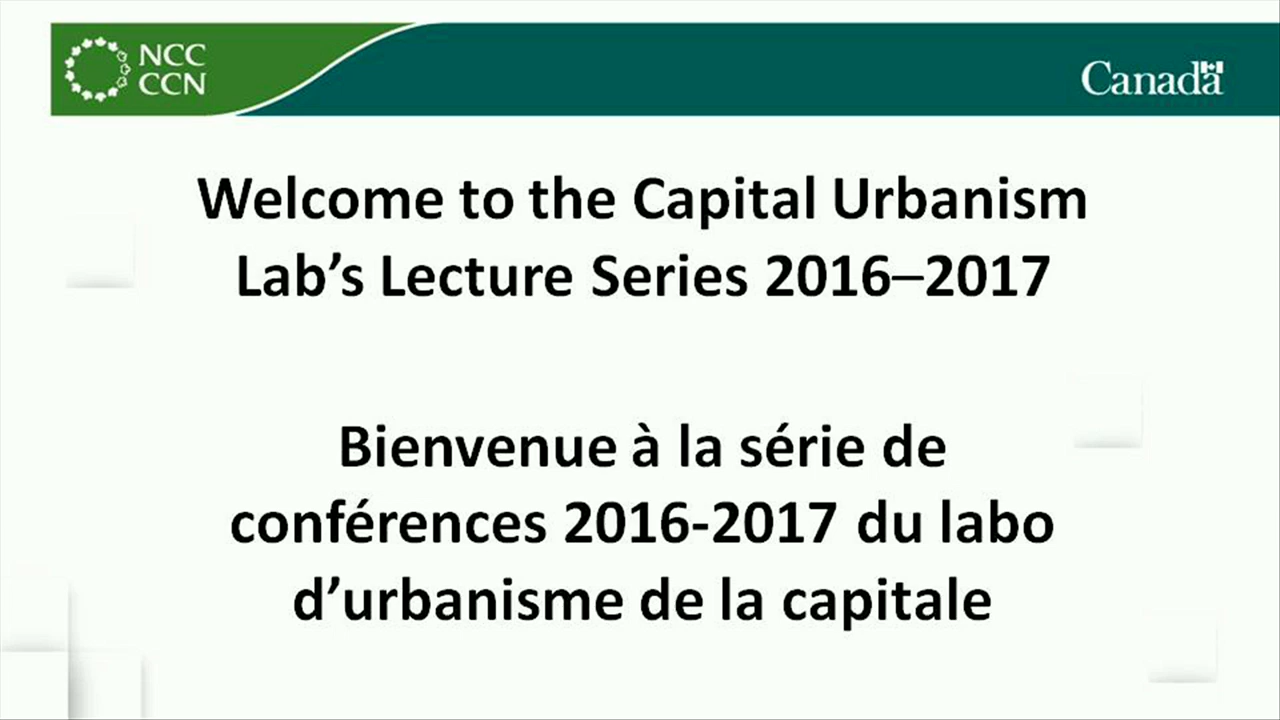 NCC
CCN
Canada
Welcome to the Capital Urbanism
Lab’s Lecture Series 2016–2017
Bienvenue à la série de
conférences 2016-2017 du labo
d’urbanisme de la capitale